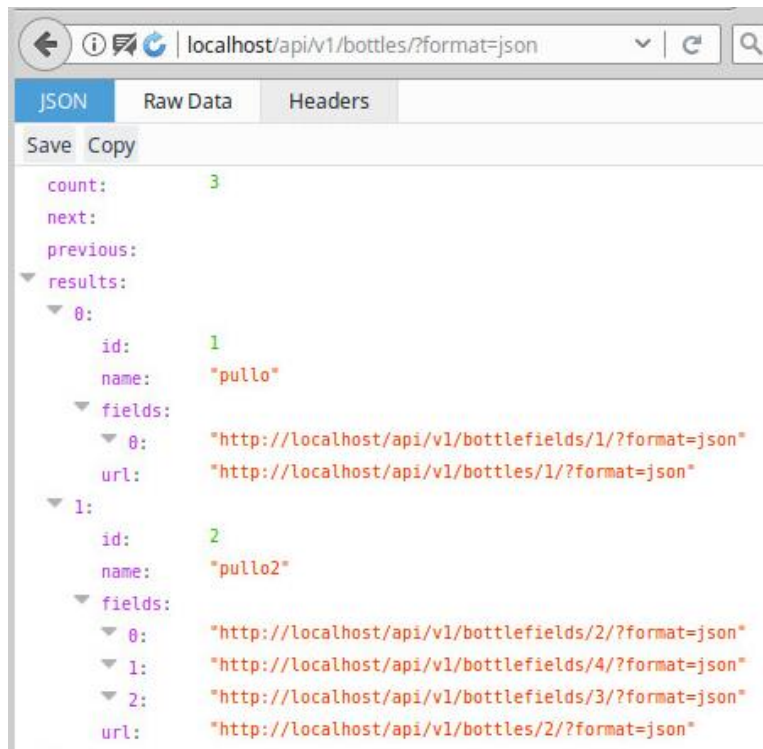 localhost/api/v1/bottles/?format=json
JSON Raw Data Headers
Save Copy
count: 3
next:
previous:
results:
0:
id: 1
name: "pullo"
fields:
0: "http://localhost/api/v1/bottlefields/1/?format=json"
url: "http://localhost/api/v1/bottles/1/?format=json"
1:
id: 2
name: "pullo2"
fields:
0: "http://localhost/api/v1/bottlefields/2/?format=json"
1: "http://localhost/api/v1/bottlefields/4/?format=json"
2: "http://localhost/api/v1/bottlefields/3/?format=json"
url: "http://localhost/api/v1/bottles/2/?format=json"